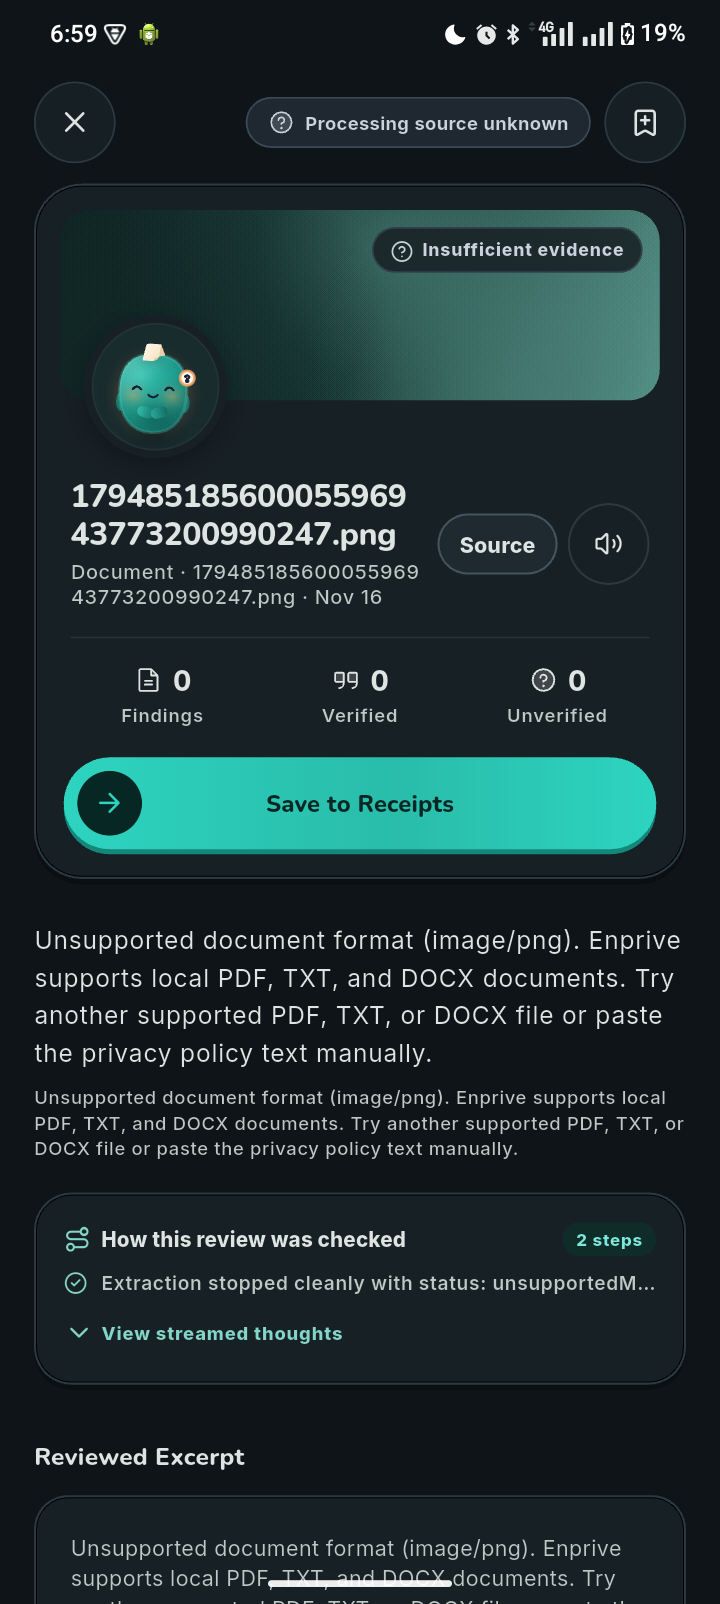 6:59
4G
19%
Processing source unknown
Insufficient evidence
179485185600055969
43773200990247.png
Source
Document · 179485185600055969
43773200990247.png · Nov 16
0
0
0
Findings
Verified
Unverified
Save to Receipts
Unsupported document format (image/png). Enprive
supports local PDF, TXT, and DOCX documents. Try
another supported PDF, TXT, or DOCX file or paste
the privacy policy text manually.
Unsupported document format (image/png). Enprive supports local
PDF, TXT, and DOCX documents. Try another supported PDF, TXT, or
DOCX file or paste the privacy policy text manually.
How this review was checked
2 steps
Extraction stopped cleanly with status: unsupportedM...
View streamed thoughts
Reviewed Excerpt
Unsupported document format (image/png). Enprive
supports local PDF, TXT, and DOCX documents. Try